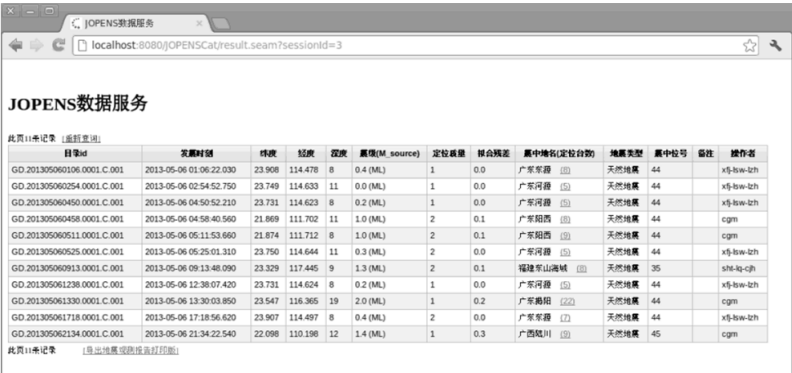 JOPENS数据服务
localhost:8080/JOPENSCat/result.seam?sessionId=3
JOPENS数据服务
此页11条记录 [重新查询]
目录id 发震时刻 纬度 经度 深度 震级(M_source) 定位质量 拟合残差 震中地名(定位台数) 地震类型 震中位号 备注 操作者
GD.201305060106.0001.C.001 2013-05-06 01:06:22.030 23.908 114.478 8 0.4 (ML) 1 0.0 广东东源 (8) 天然地震 44 xfj-lsw-lzh
GD.201305060254.0001.C.001 2013-05-06 02:54:52.750 23.749 114.633 11 0.0 (ML) 1 0.0 广东河源 (5) 天然地震 44 xfj-lsw-lzh
GD.201305060450.0001.C.001 2013-05-06 04:50:52.210 23.731 114.623 8 0.2 (ML) 1 0.0 广东河源 (5) 天然地震 44 xfj-lsw-lzh
GD.201305060458.0001.C.001 2013-05-06 04:58:40.560 21.869 111.702 11 1.0 (ML) 2 0.1 广东阳西 (8) 天然地震 44 cgm
GD.201305060511.0001.C.001 2013-05-06 05:11:53.660 21.874 111.712 8 1.0 (ML) 2 0.1 广东阳西 (9) 天然地震 44 cgm
GD.201305060525.0001.C.001 2013-05-06 05:25:01.310 23.750 114.644 11 0.3 (ML) 2 0.0 广东河源 (5) 天然地震 44 xfj-lsw-lzh
GD.201305060913.0001.C.001 2013-05-06 09:13:48.090 23.329 117.445 9 1.3 (ML) 2 0.1 福建东山海域 (8) 天然地震 35 sht-lq-cjh
GD.201305061238.0001.C.001 2013-05-06 12:38:07.420 23.731 114.624 8 0.2 (ML) 1 0.0 广东河源 (5) 天然地震 44 xfj-lsw-lzh
GD.201305061330.0001.C.001 2013-05-06 13:30:03.850 23.547 116.365 19 2.0 (ML) 1 0.2 广东揭阳 (22) 天然地震 44 cgm
GD.201305061718.0001.C.001 2013-05-06 17:18:56.620 23.907 114.497 8 0.4 (ML) 2 0.0 广东东源 (7) 天然地震 44 xfj-lsw-lzh
GD.201305062134.0001.C.001 2013-05-06 21:34:22.540 22.098 110.198 12 1.4 (ML) 1 0.3 广西陆川 (9) 天然地震 45 cgm
此页11条记录 [导出地震观测报告打印版]